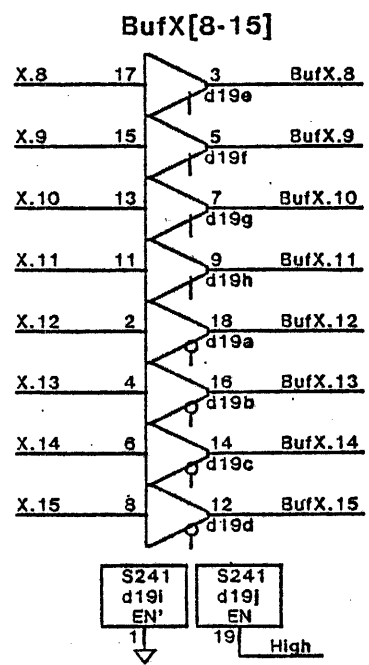 BufX[8-15]
X.8 17 3 BufX.8
d19e
X.9 15 5 BufX.9
d19f
X.10 13 7 BufX.10
d19g
X.11 11 9 BufX.11
d19h
X.12 2 18 BufX.12
d19a
X.13 4 16 BufX.13
d19b
X.14 6 14 BufX.14
d19c
X.15 8 12 BufX.15
d19d
S241 S241
d19i d19j
EN' EN
1 19 High